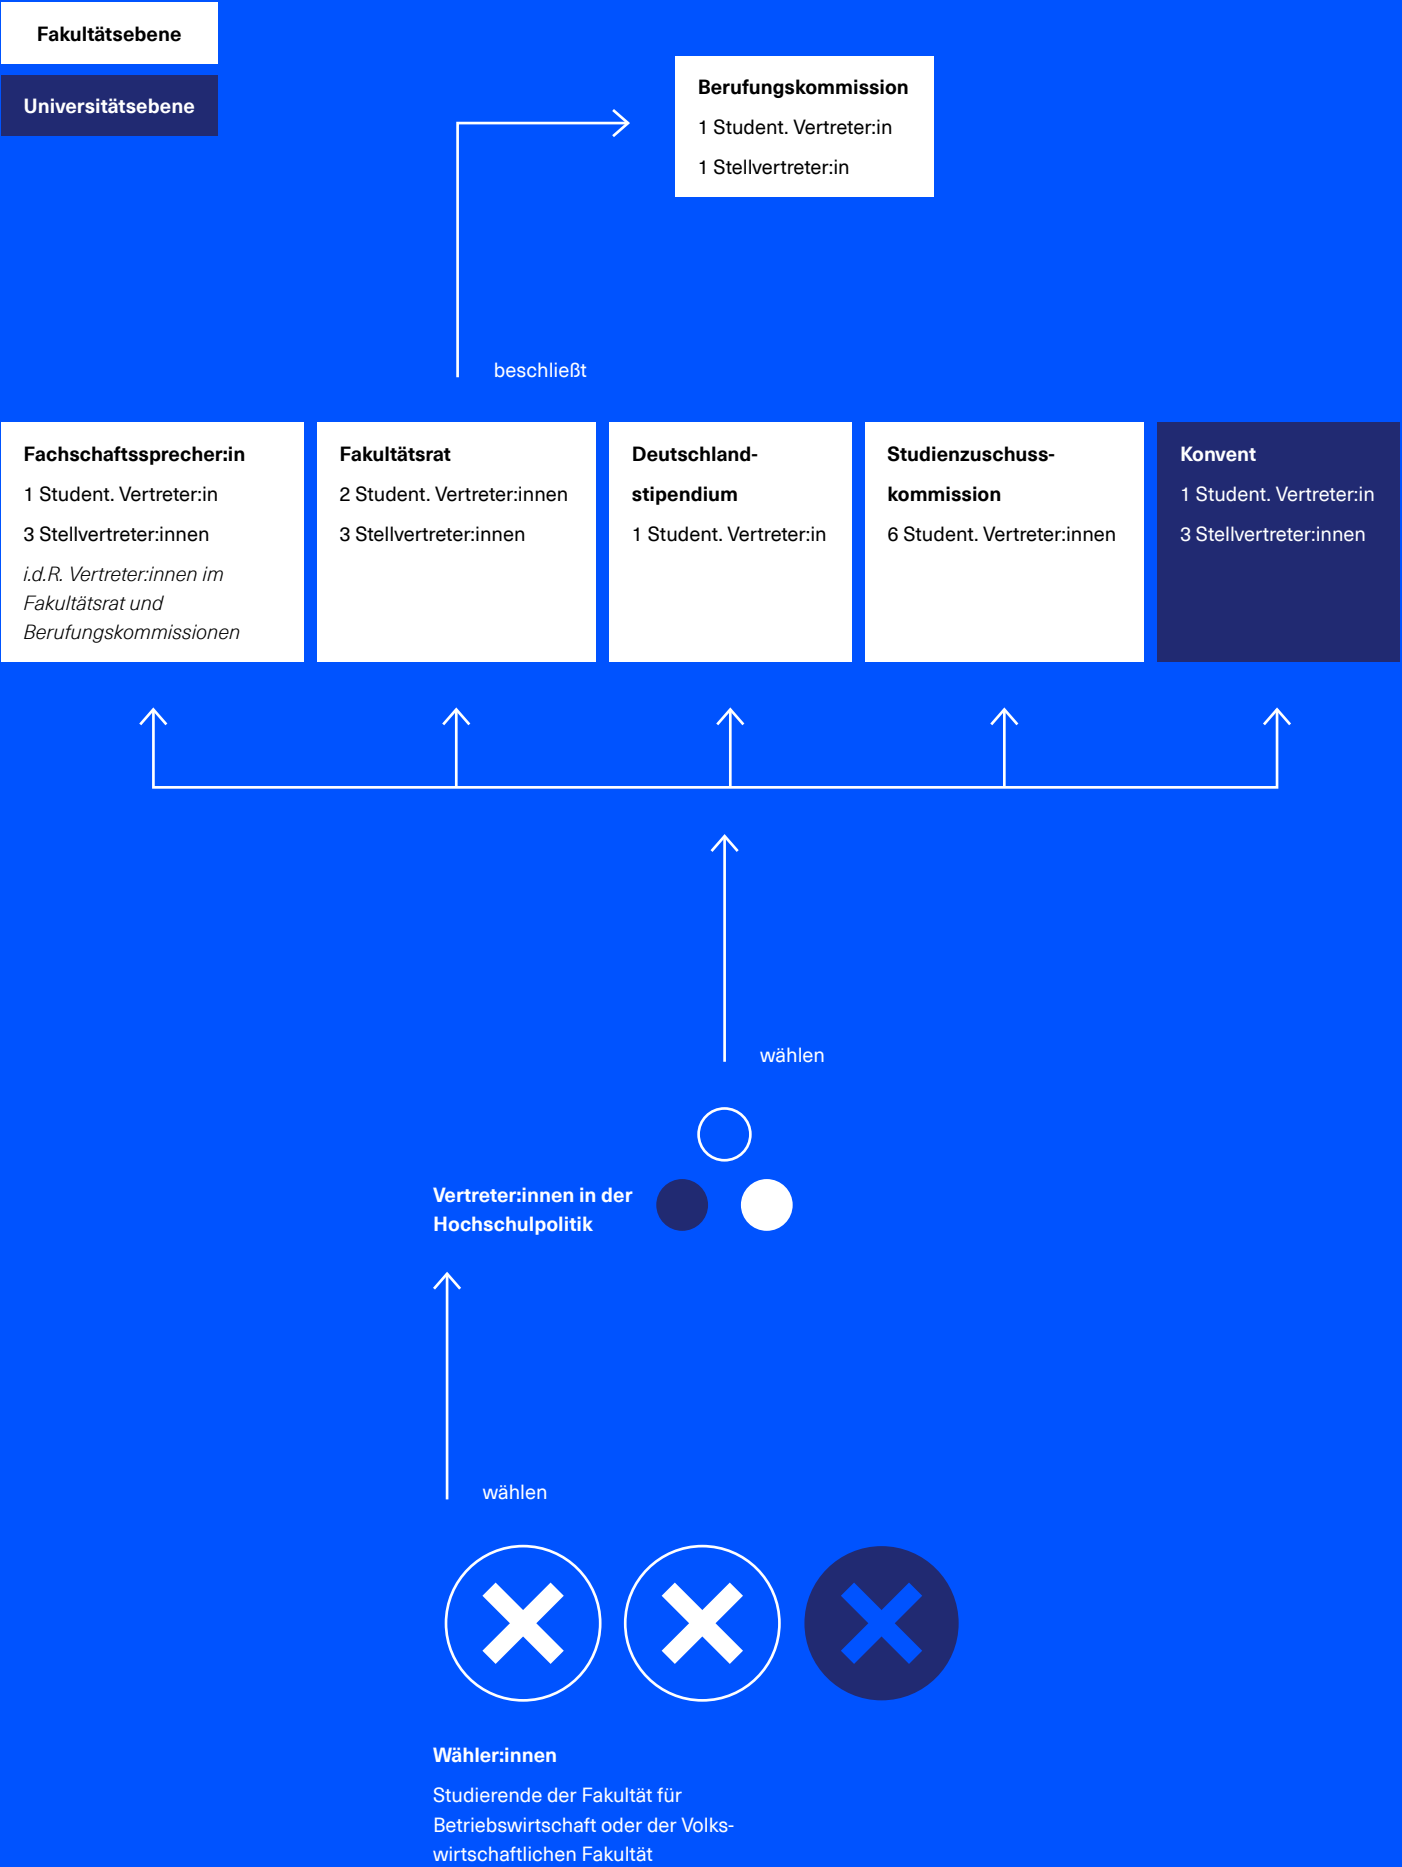 Fakultätsebene
Universitätsebene
Berufungskommission
1 Student. Vertreter:in
1 Stellvertreter:in
beschließt
Fachschaftssprecher:in
1 Student. Vertreter:in
3 Stellvertreter:innen
i.d.R. Vertreter:innen im
Fakultätsrat und
Berufungskommissionen
Fakultätsrat
2 Student. Vertreter:innen
3 Stellvertreter:innen
Deutschland-
stipendium
1 Student. Vertreter:in
Studienzuschuss-
kommission
6 Student. Vertreter:innen
Konvent
1 Student. Vertreter:in
3 Stellvertreter:innen
wählen
Vertreter:innen in der
Hochschulpolitik
wählen
Wähler:innen
Studierende der Fakultät für
Betriebswirtschaft oder der Volks-
wirtschaftlichen Fakultät